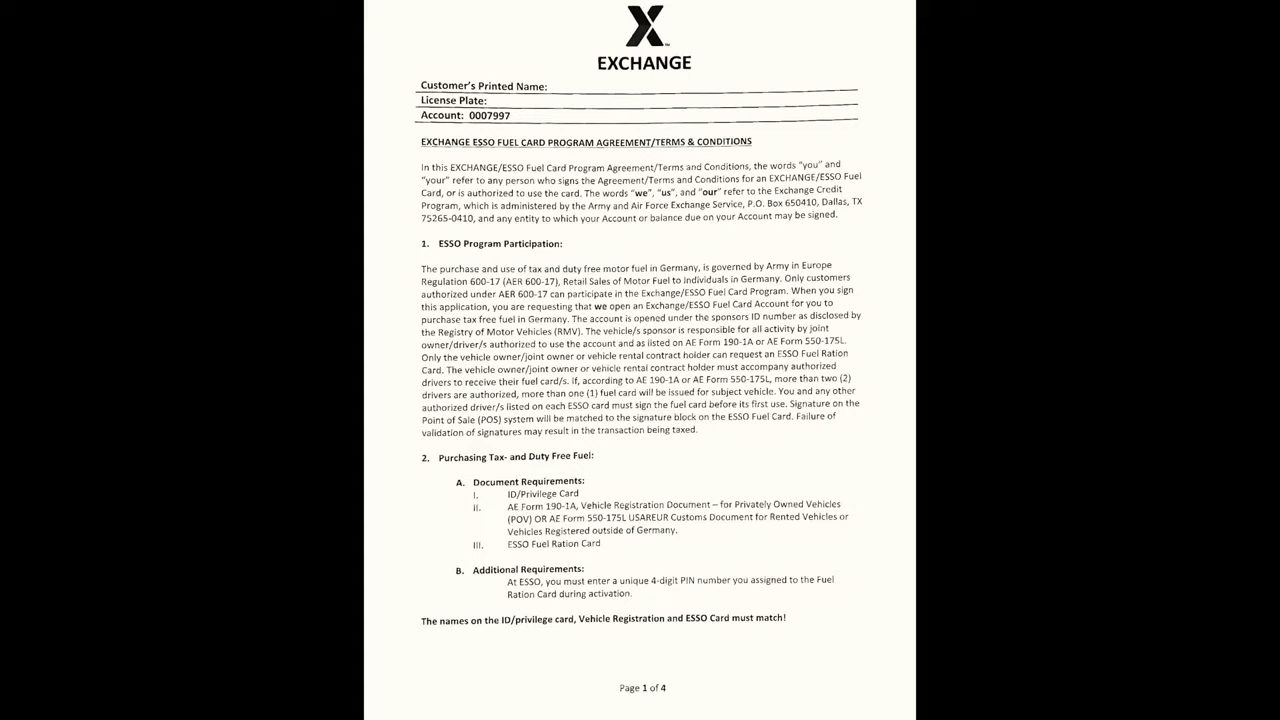 X
EXCHANGE
Customer's Printed Name:
License Plate:
Account: 0007997
EXCHANGE ESSO FUEL CARD PROGRAM AGREEMENT/TERMS & CONDITIONS
In this EXCHANGE/ESSO Fuel Card Program Agreement/Terms and Conditions, the words "you" and
"your" refer to any person who signs the Agreement/Terms and Conditions for an EXCHANGE/ESSO Fuel
Card, or is authorized to use the card. The words "we", "us", and "our" refer to the Exchange Credit
Program, which is administered by the Army and Air Force Exchange Service, P.O. Box 650410, Dallas, TX
75265-0410, and any entity to which your Account or balance due on your Account may be signed.
1. ESSO Program Participation:
The purchase and use of tax and duty free motor fuel in Germany, is governed by Army in Europe
Regulation 600-17 (AER 600-17), Retail Sales of Motor Fuel to Individuals in Germany. Only customers
authorized under AER 600-17 can participate in the Exchange/ESSO Fuel Card Program. When you sign
this application, you are requesting that we open an Exchange/ESSO Fuel Card Account for you to
purchase tax free fuel in Germany. The account is opened under the sponsors ID number as disclosed by
the Registry of Motor Vehicles (RMV). The vehicle/s sponsor is responsible for all activity by joint
owner/driver/s authorized to use the account and as listed on AE Form 190-1A or AE Form 550-175L.
Only the vehicle owner/joint owner or vehicle rental contract holder can request an ESSO Fuel Ration
Card. The vehicle owner/joint owner or vehicle rental contract holder must accompany authorized
drivers to receive their fuel card/s. If, according to AE 190-1A or AE Form 550-175L, more than two (2)
drivers are authorized, more than one (1) fuel card will be issued for subject vehicle. You and any other
authorized driver/s listed on each ESSO card must sign the fuel card before its first use. Signature on the
Point of Sale (POS) system will be matched to the signature block on the ESSO Fuel Card. Failure of
validation of signatures may result in the transaction being taxed.
2. Purchasing Tax- and Duty Free Fuel:
A. Document Requirements:
I. ID/Privilege Card
II. AE Form 190-1A, Vehicle Registration Document – for Privately Owned Vehicles
(POV) OR AE Form 550-175L USAREUR Customs Document for Rented Vehicles or
Vehicles Registered outside of Germany.
III. ESSO Fuel Ration Card
B. Additional Requirements:
At ESSO, you must enter a unique 4-digit PIN number you assigned to the Fuel
Ration Card during activation.
The names on the ID/privilege card, Vehicle Registration and ESSO Card must match!
Page 1 of 4